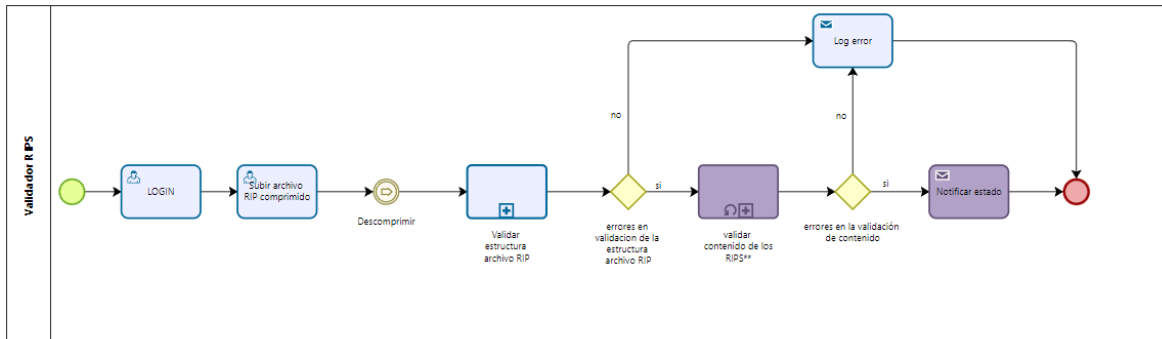 Validador RIPS
LOGIN
Subir archivo
RIP comprimido
Descomprimir
Validar
estructura
archivo RIP
no
si
errores en
validacion de la
estructura
archivo RIP
validar
contenido de los
RIPS**
no
si
errores en la validación
de contenido
Log error
Notificar estado